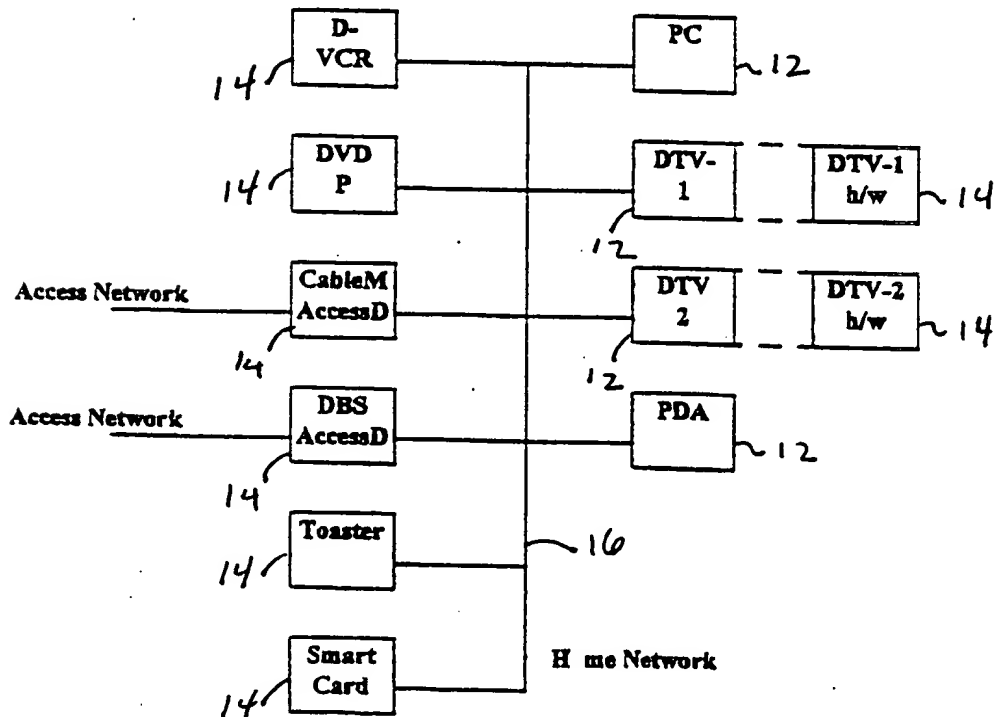 D-
VCR
14
PC
12
DVD
P
14
DTV-
1
12
DTV-1
h/w
14
Access Network
CableM
AccessD
14
DTV
2
12
DTV-2
h/w
14
Access Network
DBS
AccessD
14
PDA
12
Toaster
14
16
Smart
Card
14
H me Network